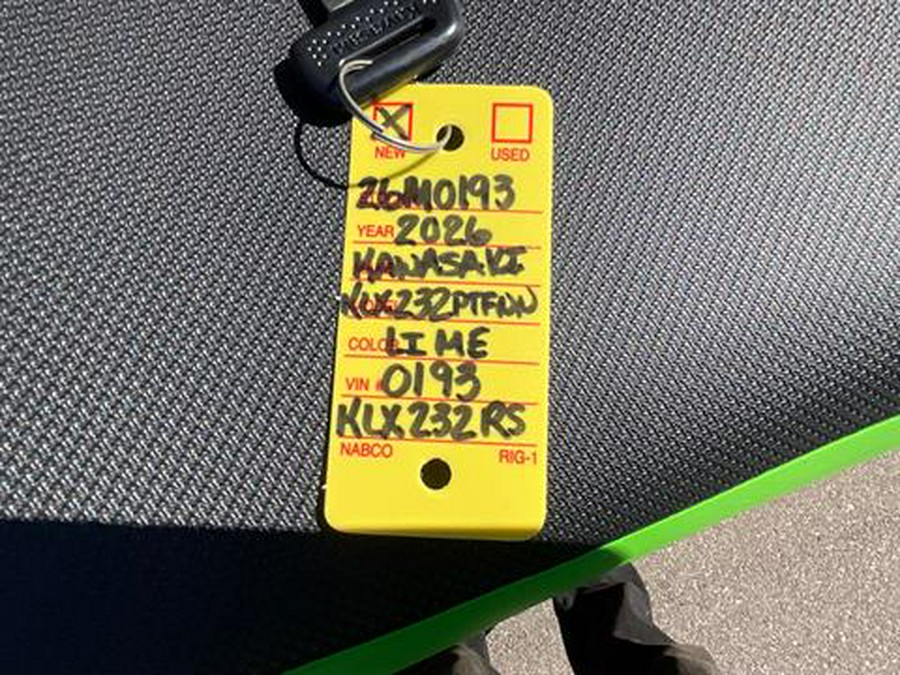 X
NEW USED
26M0193
YEAR 2026
KAWASAKI
KLX232PTFNN
COLOR LIME
VIN # 0193
KLX232RS
NABCO RIG-1